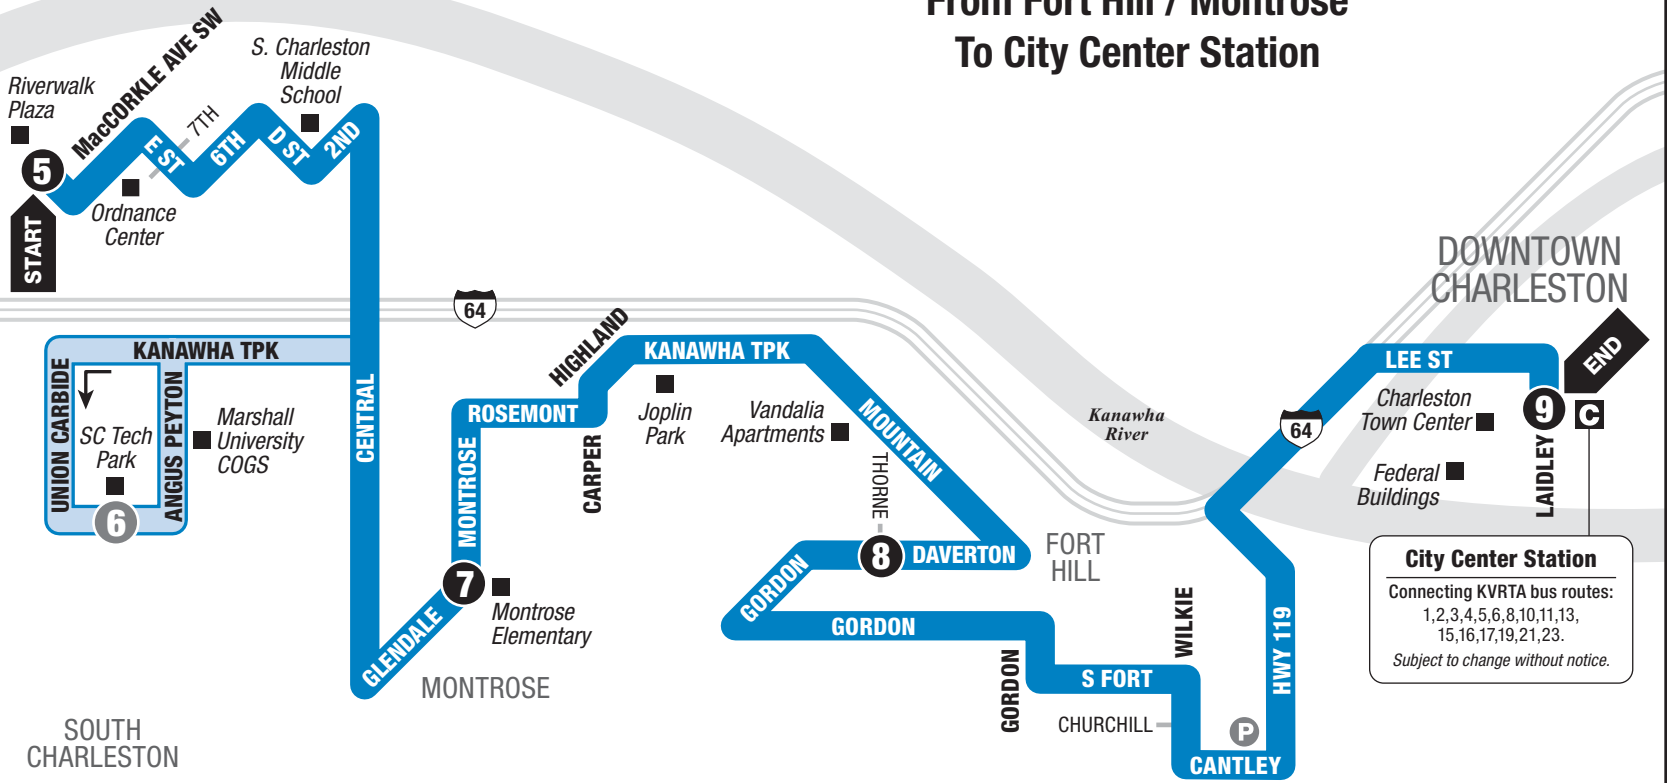 From Fort Hill / Montrose
To City Center Station
Riverwalk
Plaza
5
START
MacCORKLE AVE SW
E ST
7TH
6TH
Ordnance
Center
S. Charleston
Middle
School
D ST
2ND
64
KANAWHA TPK
UNION CARBIDE
SC Tech
Park
6
ANGUS PEYTON
Marshall
University
COGS
CENTRAL
GLENDALE
7
Montrose
Elementary
MONTROSE
MONTROSE
SOUTH
CHARLESTON
ROSEMONT
CARPER
HIGHLAND
KANAWHA TPK
Joplin
Park
Vandalia
Apartments
MOUNTAIN
THORNE
8
DAVERTON
FORT
HILL
GORDON
GORDON
GORDON
S FORT
WILKIE
CHURCHILL
P
CANTLEY
HWY 119
Kanawha
River
64
LEE ST
DOWNTOWN
CHARLESTON
END
9
C
LAIDLEY
Charleston
Town Center
Federal
Buildings
City Center Station
Connecting KVRTA bus routes:
1,2,3,4,5,6,8,10,11,13,
15,16,17,19,21,23.
Subject to change without notice.